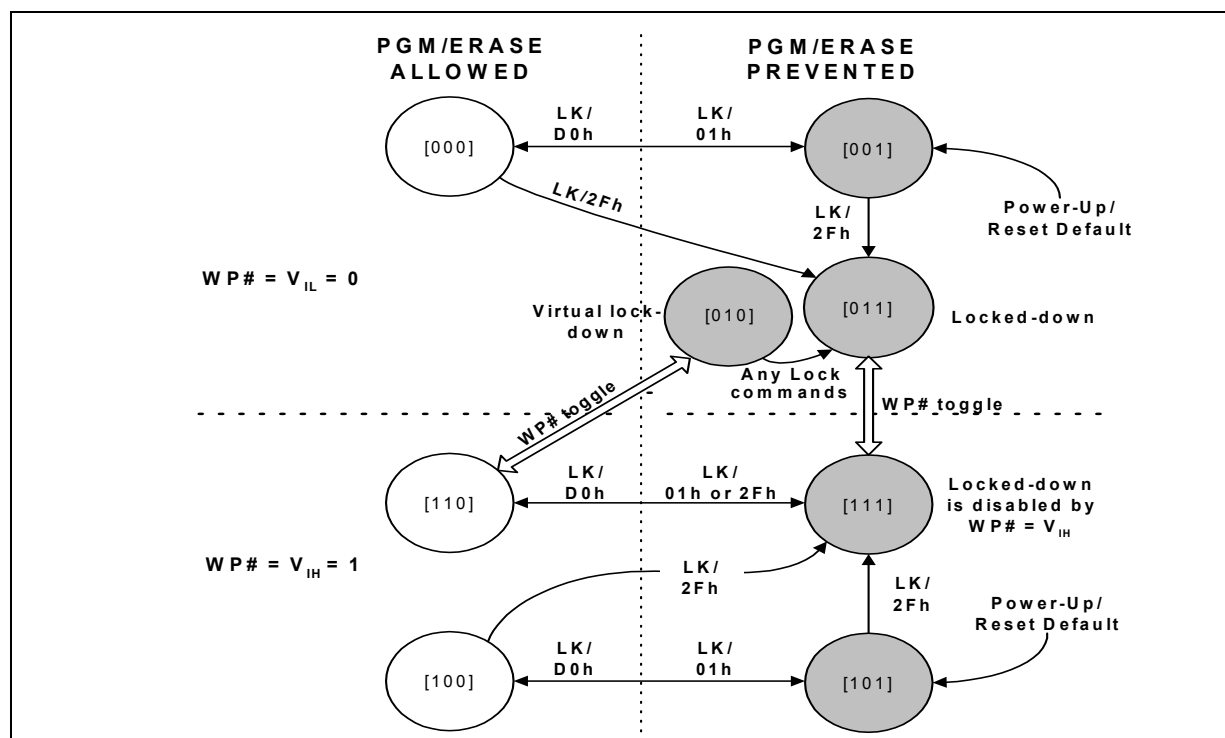 PGM/ERASE
ALLOWED
PGM/ERASE
PREVENTED
LK/
D0h
LK/
01h
[000]
[001]
LK/2Fh
LK/
2Fh
Power-Up/
Reset Default
WP# = VIL = 0
Virtual lock-
down
[010]
[011]
Locked-down
Any Lock
commands
WP# toggle
WP# toggle
LK/
D0h
LK/
01h or 2Fh
[110]
[111]
Locked-down
is disabled by
WP# = VIH
WP# = VIH = 1
LK/
2Fh
LK/
2Fh
Power-Up/
Reset Default
LK/
D0h
LK/
01h
[100]
[101]